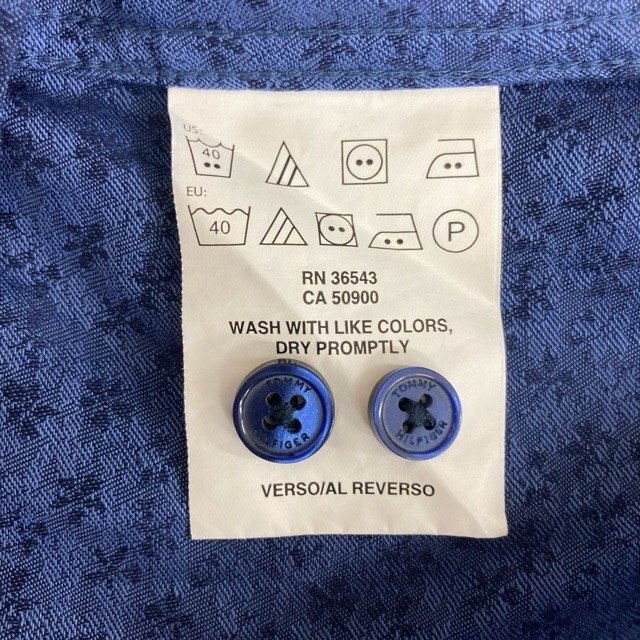 US:
40
EU:
40
P
RN 36543
CA 50900
WASH WITH LIKE COLORS,
DRY PROMPTLY
TOMMY
HILFIGER
TOMMY
HILFIGER
VERSO/AL REVERSO